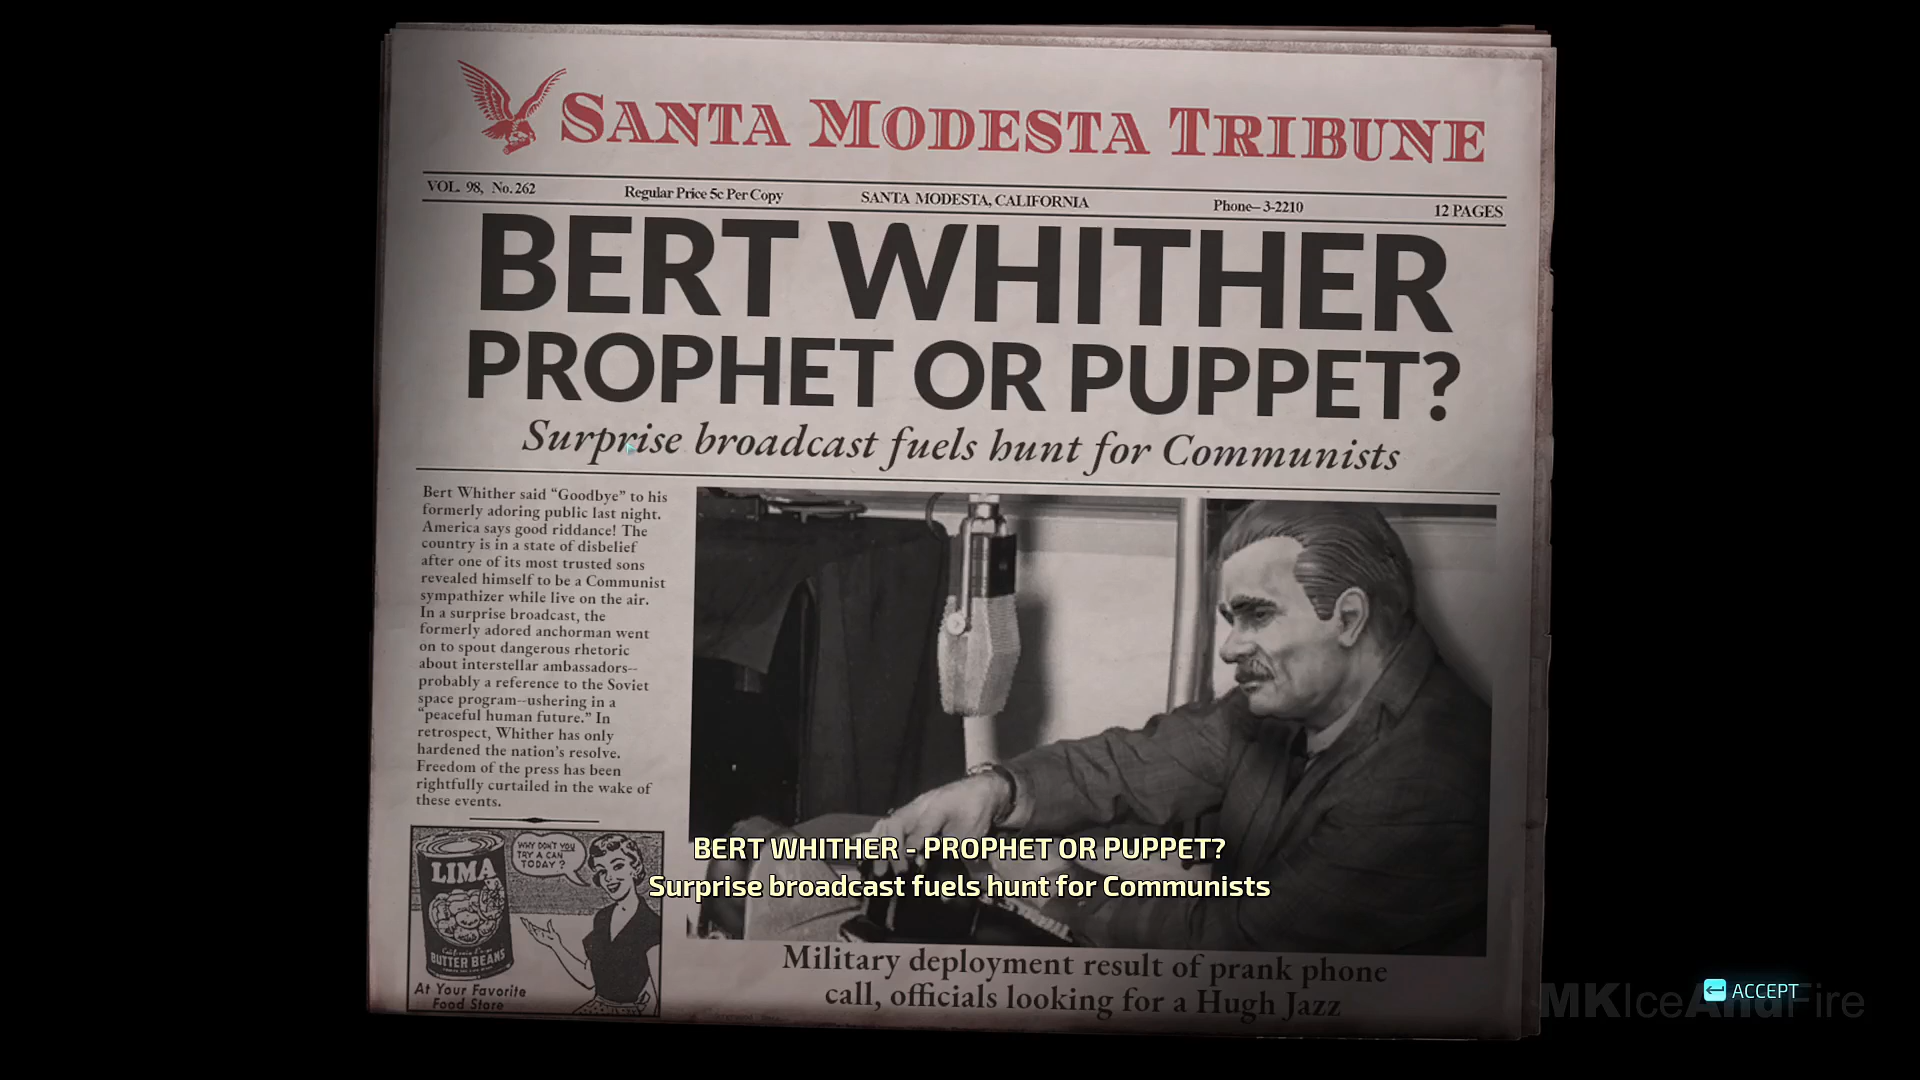 SANTA MODESTA TRIBUNE
VOL. 98, No. 262 Regular Price 5c Per Copy SANTA MODESTA, CALIFORNIA Phone–3-2210 12 PAGES
BERT WHITHER
PROPHET OR PUPPET?
Surprise broadcast fuels hunt for Communists
Bert Whither said “Goodbye” to his
formerly adoring public last night.
America says good riddance! The
country is in a state of disbelief
after one of its most trusted sons
revealed himself to be a Communist
sympathizer while live on the air.
In a surprise broadcast, the
formerly adored anchorman went
on to spout dangerous rhetoric
about interstellar ambassadors--
probably a reference to the Soviet
space program--ushering in a
“peaceful human future.” In
retrospect, Whither has only
hardened the nation's resolve.
Freedom of the press has been
rightfully curtailed in the wake of
these events.
WHY DON'T YOU
TRY A CAN
TODAY?
LIMA
BUTTER BEANS
At Your Favorite
Food Store
BERT WHITHER - PROPHET OR PUPPET?
Surprise broadcast fuels hunt for Communists
Military deployment result of prank phone
call, officials looking for a Hugh Jazz
ACCEPT
MKIceAndFire